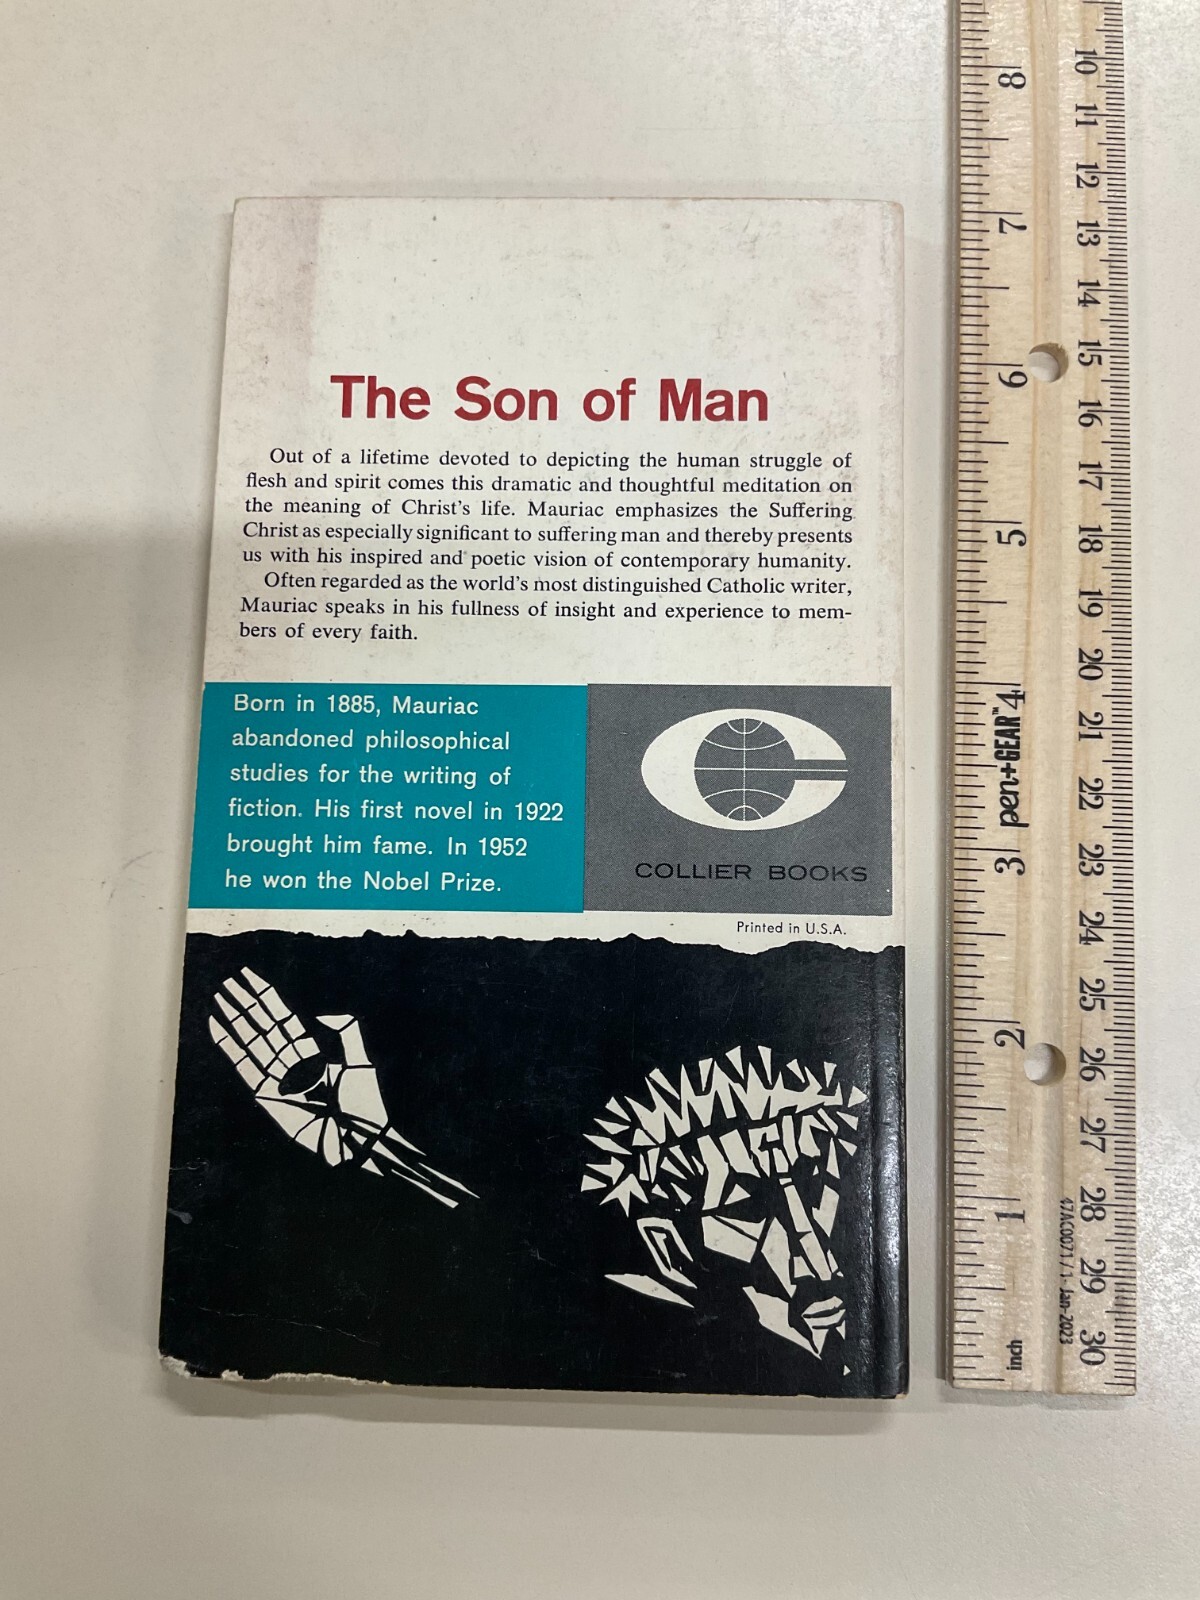 The Son of Man
Out of a lifetime devoted to depicting the human struggle of
flesh and spirit comes this dramatic and thoughtful meditation on
the meaning of Christ's life. Mauriac emphasizes the Suffering
Christ as especially significant to suffering man and thereby presents
us with his inspired and poetic vision of contemporary humanity.
Often regarded as the world's most distinguished Catholic writer,
Mauriac speaks in his fullness of insight and experience to mem-
bers of every faith.
Born in 1885, Mauriac
abandoned philosophical
studies for the writing of
fiction. His first novel in 1922
brought him fame. In 1952
he won the Nobel Prize.
COLLIER BOOKS
Printed in U.S.A.
8
7
6
5
4
pen+GEAR™
3
2
1
inch
10
11
12
13
14
15
16
17
18
19
20
21
22
23
24
25
26
27
28
29
30
47AC0071 / 1-Jan-2023